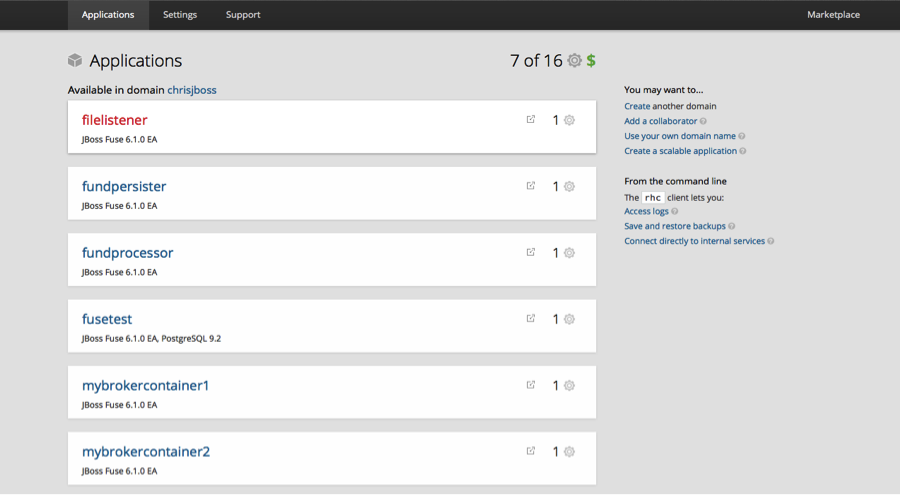 Applications Settings Support Marketplace
Applications 7 of 16 $
Available in domain chrisjboss
filelistener 1
JBoss Fuse 6.1.0 EA
fundpersister 1
JBoss Fuse 6.1.0 EA
fundprocessor 1
JBoss Fuse 6.1.0 EA
fusetest 1
JBoss Fuse 6.1.0 EA, PostgreSQL 9.2
mybrokercontainer1 1
JBoss Fuse 6.1.0 EA
mybrokercontainer2 1
JBoss Fuse 6.1.0 EA
You may want to...
Create another domain
Add a collaborator ?
Use your own domain name ?
Create a scalable application ?
From the command line
The rhc client lets you:
Access logs ?
Save and restore backups ?
Connect directly to internal services ?